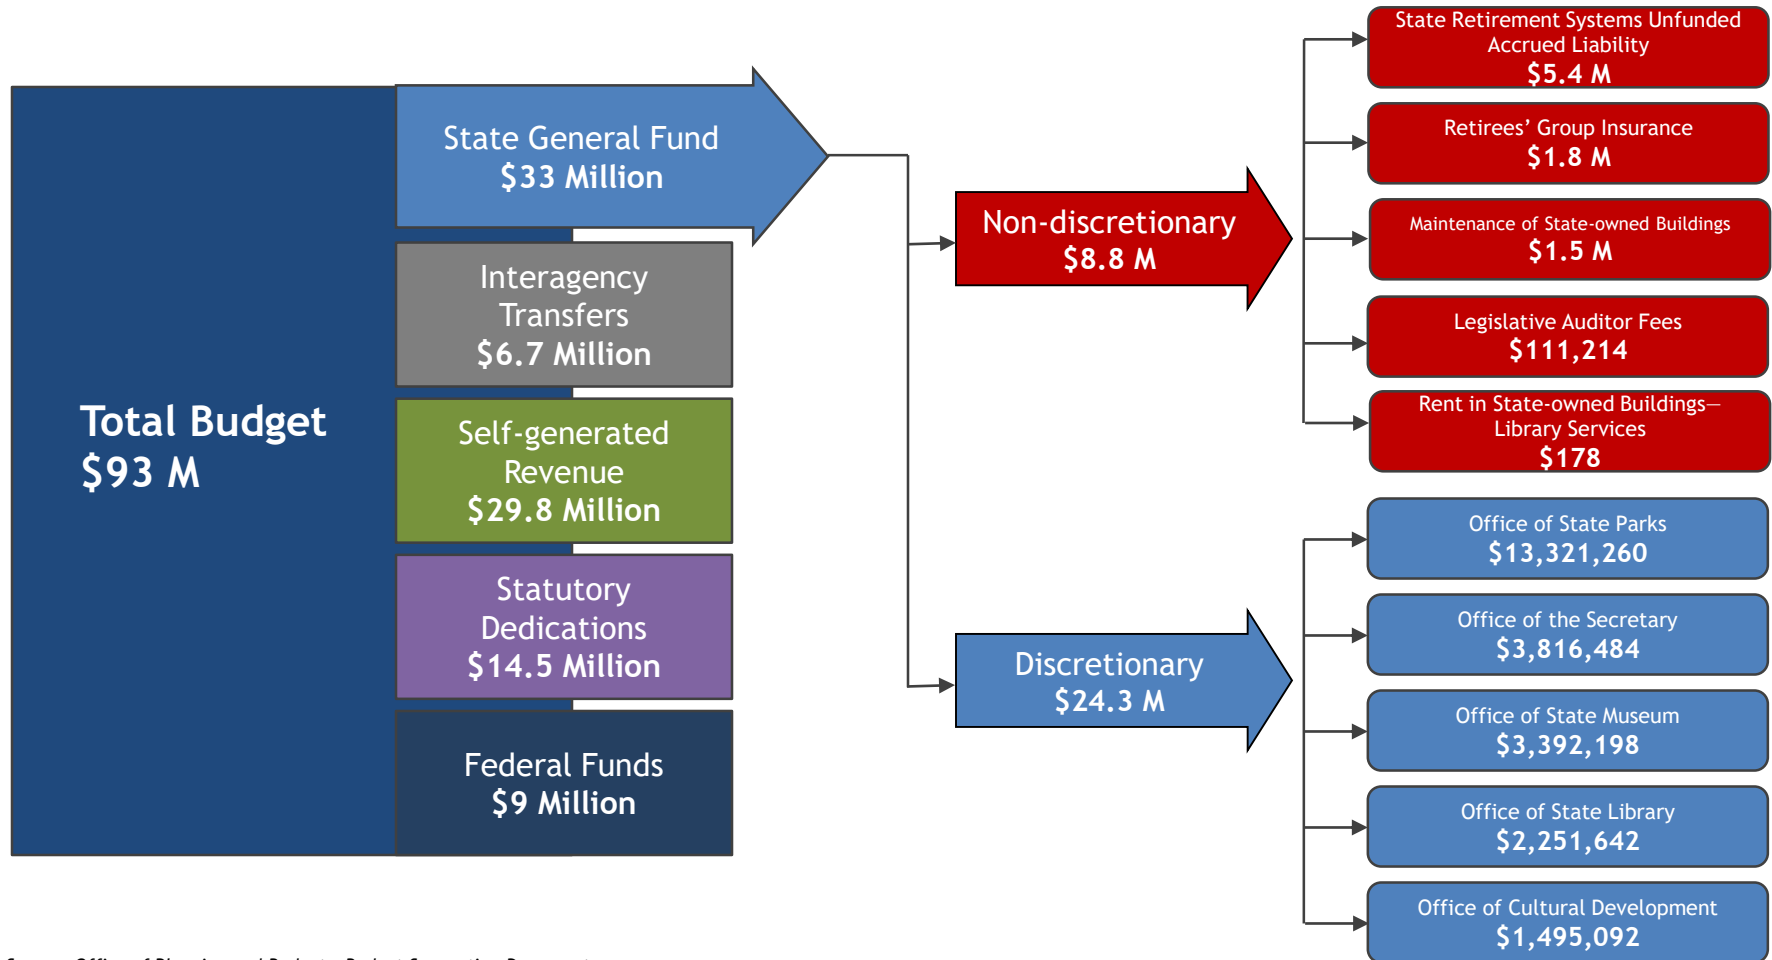 Total Budget
$93 M
State General Fund
$33 Million
Interagency
Transfers
$6.7 Million
Self-generated
Revenue
$29.8 Million
Statutory
Dedications
$14.5 Million
Federal Funds
$9 Million
Non-discretionary
$8.8 M
Discretionary
$24.3 M
State Retirement Systems Unfunded
Accrued Liability
$5.4 M
Retirees’ Group Insurance
$1.8 M
Maintenance of State-owned Buildings
$1.5 M
Legislative Auditor Fees
$111,214
Rent in State-owned Buildings—
Library Services
$178
Office of State Parks
$13,321,260
Office of the Secretary
$3,816,484
Office of State Museum
$3,392,198
Office of State Library
$2,251,642
Office of Cultural Development
$1,495,092